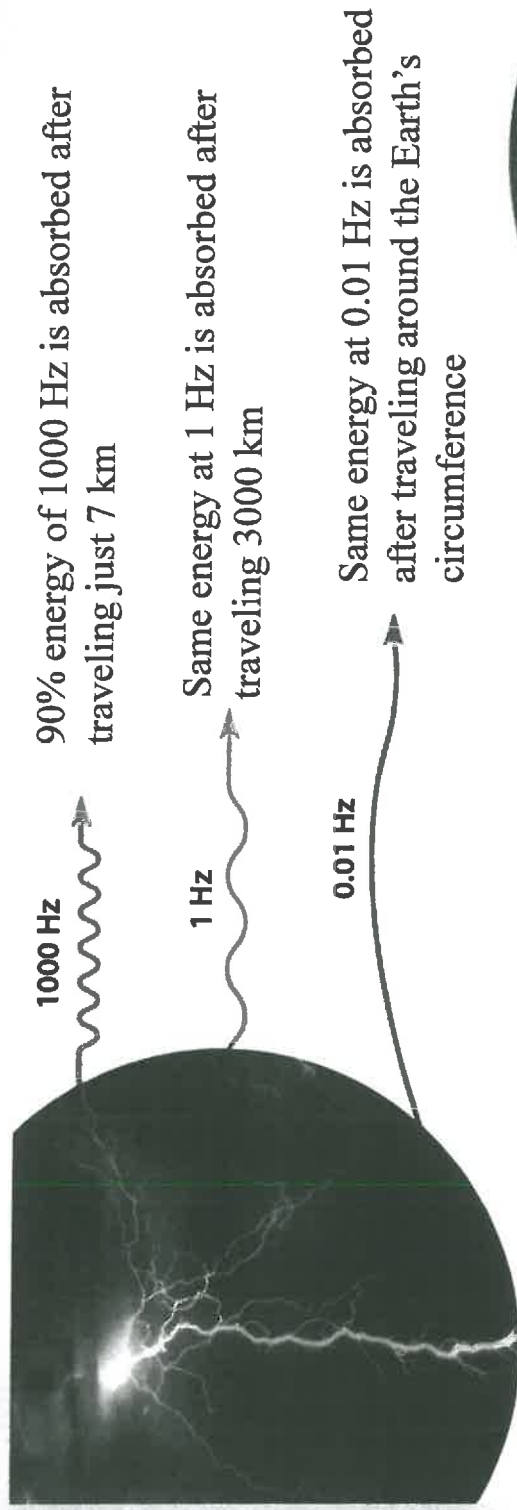 1000 Hz
90% energy of 1000 Hz is absorbed after
traveling just 7 km
1 Hz
Same energy at 1 Hz is absorbed after
traveling 3000 km
0.01 Hz
Same energy at 0.01 Hz is absorbed
after traveling around the Earth's
circumference